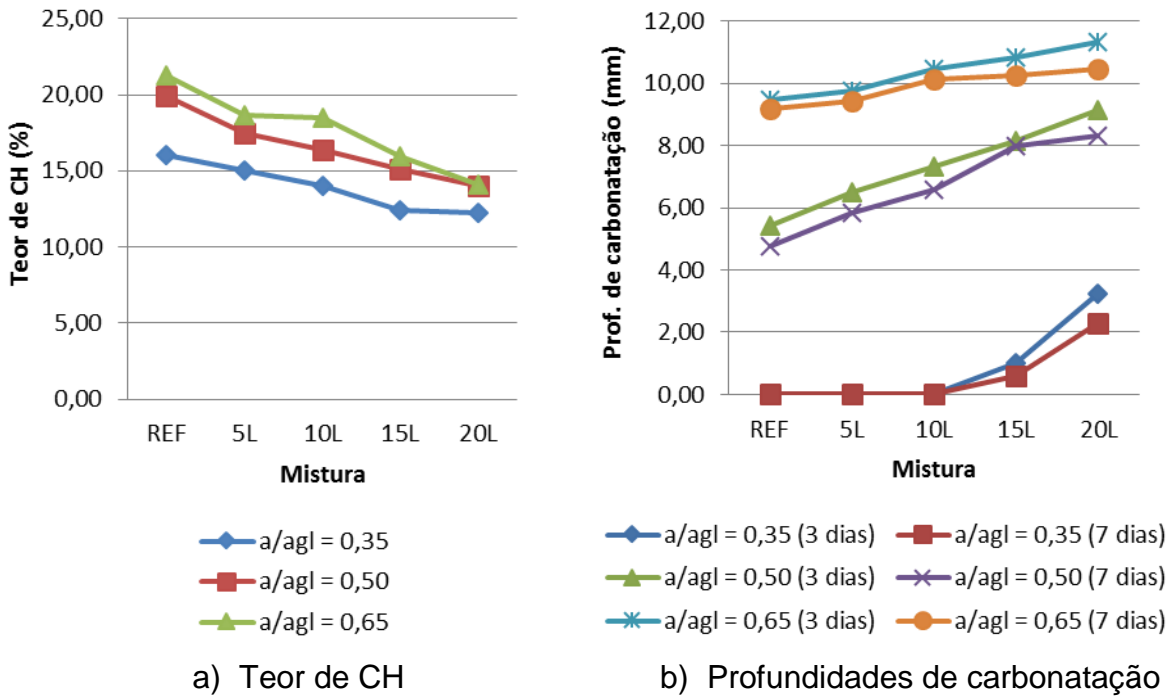 25,00
20,00
15,00
10,00
5,00
0,00
Teor de CH (%)
REF 5L 10L 15L 20L
Mistura
a/agl = 0,35
a/agl = 0,50
a/agl = 0,65
a) Teor de CH
12,00
10,00
8,00
6,00
4,00
2,00
0,00
Prof. de carbonatação (mm)
REF 5L 10L 15L 20L
Mistura
a/agl = 0,35 (3 dias) a/agl = 0,35 (7 dias)
a/agl = 0,50 (3 dias) a/agl = 0,50 (7 dias)
a/agl = 0,65 (3 dias) a/agl = 0,65 (7 dias)
b) Profundidades de carbonatação